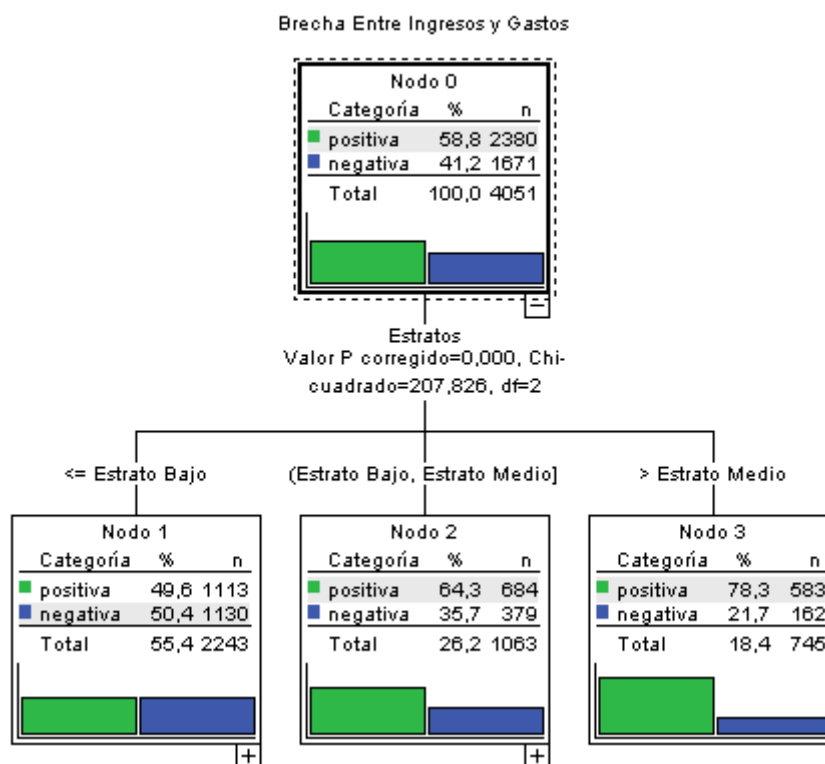 Brecha Entre Ingresos y Gastos
Nodo 0
Categoría % n
positiva 58,8 2380
negativa 41,2 1671
Total 100,0 4051
Estratos
Valor P corregido=0,000, Chi-
cuadrado=207,826, df=2
<= Estrato Bajo
(Estrato Bajo, Estrato Medio]
> Estrato Medio
Nodo 1
Categoría % n
positiva 49,6 1113
negativa 50,4 1130
Total 55,4 2243
Nodo 2
Categoría % n
positiva 64,3 684
negativa 35,7 379
Total 26,2 1063
Nodo 3
Categoría % n
positiva 78,3 583
negativa 21,7 162
Total 18,4 745